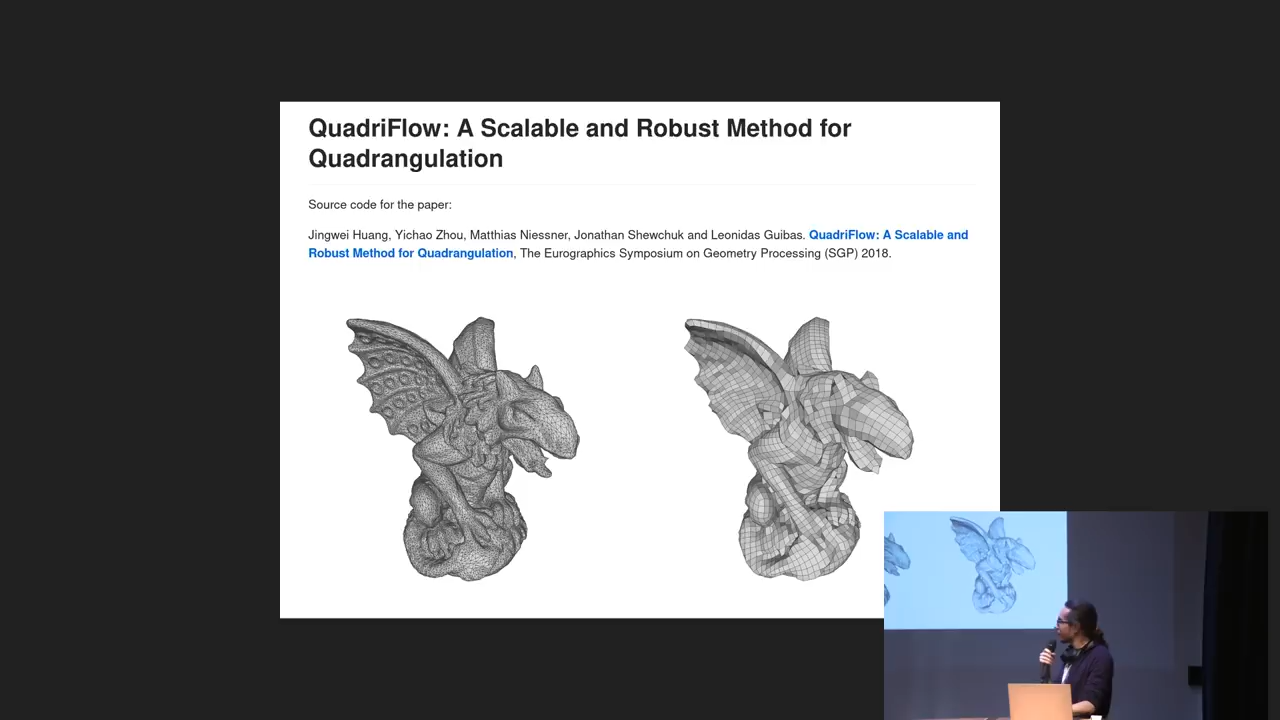 QuadriFlow: A Scalable and Robust Method for
Quadrangulation
Source code for the paper:
Jingwei Huang, Yichao Zhou, Matthias Niessner, Jonathan Shewchuk and Leonidas Guibas. QuadriFlow: A Scalable and
Robust Method for Quadrangulation, The Eurographics Symposium on Geometry Processing (SGP) 2018.